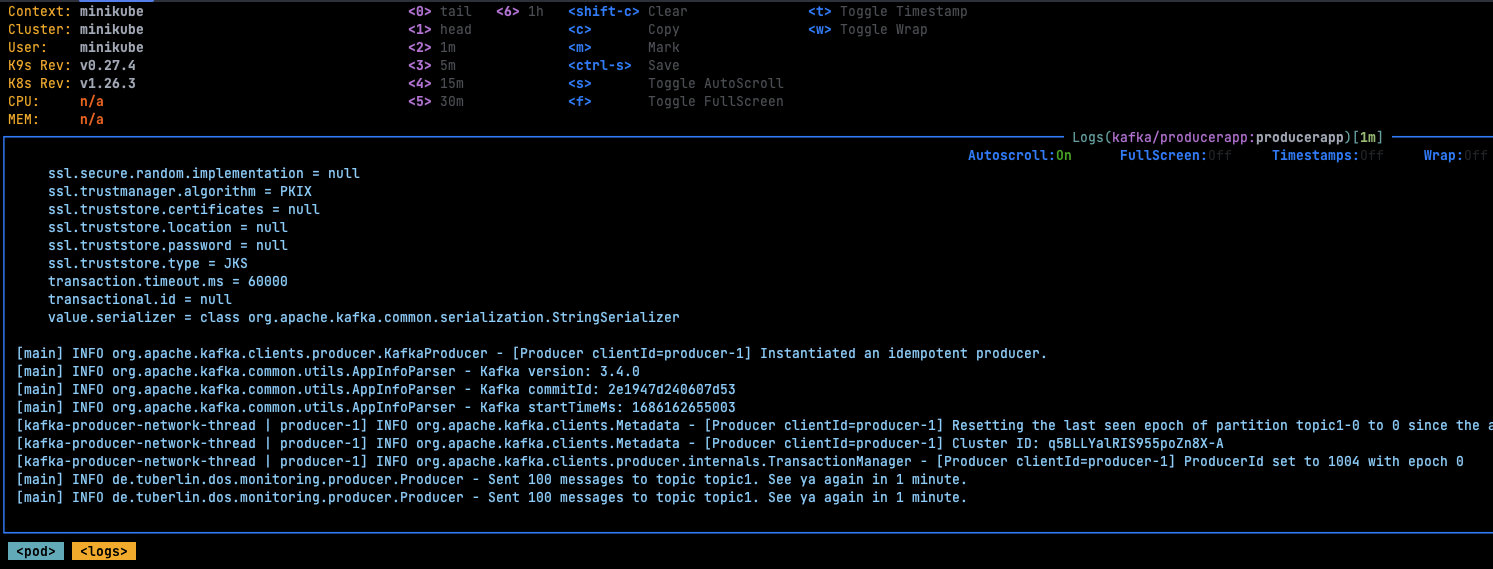 Context: minikube <0> tail <6> 1h <shift-c> Clear <t> Toggle Timestamp
Cluster: minikube <1> head <c> Copy <w> Toggle Wrap
User: minikube <2> 1m <m> Mark
K9s Rev: v0.27.4 <3> 5m <ctrl-s> Save
K8s Rev: v1.26.3 <4> 15m <s> Toggle AutoScroll
CPU: n/a <5> 30m <f> Toggle FullScreen
MEM: n/a
Logs(kafka/producerapp:producerapp)[1m]
Autoscroll:On FullScreen:Off Timestamps:Off Wrap:Off
ssl.secure.random.implementation = null
ssl.trustmanager.algorithm = PKIX
ssl.truststore.certificates = null
ssl.truststore.location = null
ssl.truststore.password = null
ssl.truststore.type = JKS
transaction.timeout.ms = 60000
transactional.id = null
value.serializer = class org.apache.kafka.common.serialization.StringSerializer
[main] INFO org.apache.kafka.clients.producer.KafkaProducer - [Producer clientId=producer-1] Instantiated an idempotent producer.
[main] INFO org.apache.kafka.common.utils.AppInfoParser - Kafka version: 3.4.0
[main] INFO org.apache.kafka.common.utils.AppInfoParser - Kafka commitId: 2e1947d240607d53
[main] INFO org.apache.kafka.common.utils.AppInfoParser - Kafka startTimeMs: 1686162655003
[kafka-producer-network-thread | producer-1] INFO org.apache.kafka.clients.Metadata - [Producer clientId=producer-1] Resetting the last seen epoch of partition topic1-0 to 0 since the a
[kafka-producer-network-thread | producer-1] INFO org.apache.kafka.clients.Metadata - [Producer clientId=producer-1] Cluster ID: q5BLLYalRIS955poZn8X-A
[kafka-producer-network-thread | producer-1] INFO org.apache.kafka.clients.producer.internals.TransactionManager - [Producer clientId=producer-1] ProducerId set to 1004 with epoch 0
[main] INFO de.tuberlin.dos.monitoring.producer.Producer - Sent 100 messages to topic topic1. See ya again in 1 minute.
[main] INFO de.tuberlin.dos.monitoring.producer.Producer - Sent 100 messages to topic topic1. See ya again in 1 minute.
<pod> <logs>